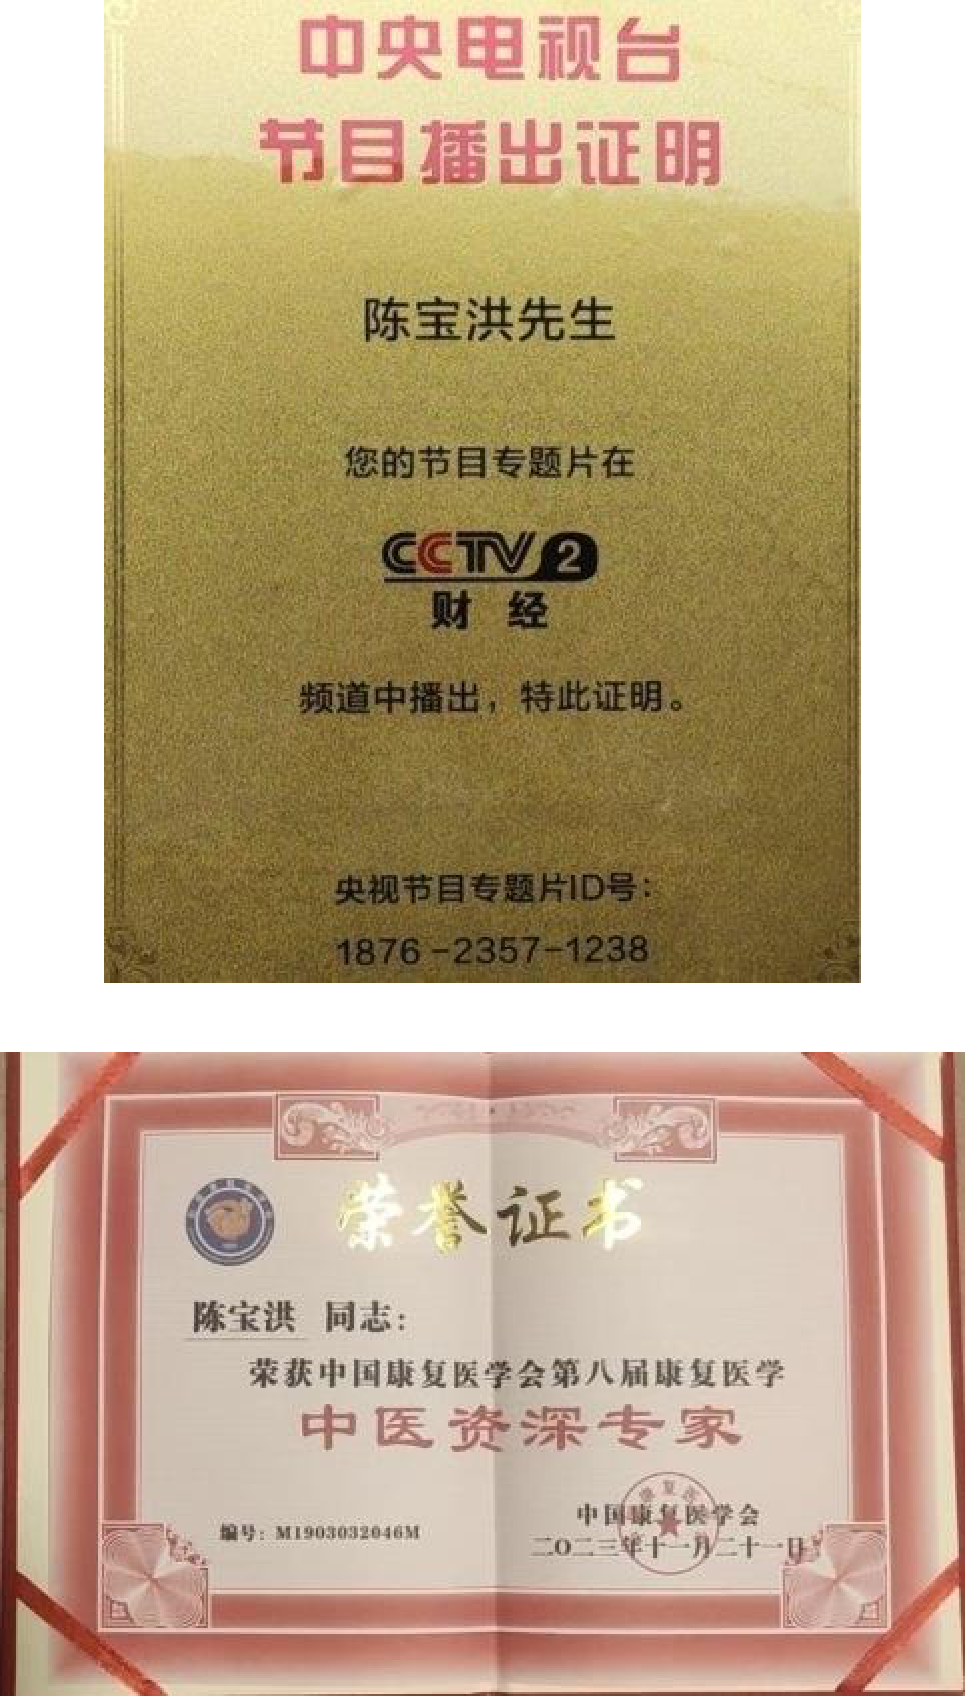 中央电视台
节目播出证明
陈宝洪先生
您的节目专题片在
CCTV 2
财 经
频道中播出，特此证明。
央视节目专题片ID号：
1876-2357-1238
荣誉证书
陈宝洪 同志：
荣获中国康复医学会第八届康复医学
中医资深专家
康复医
中国康复医学会
编号：M1903032046M
二〇二三年十一月二十一日